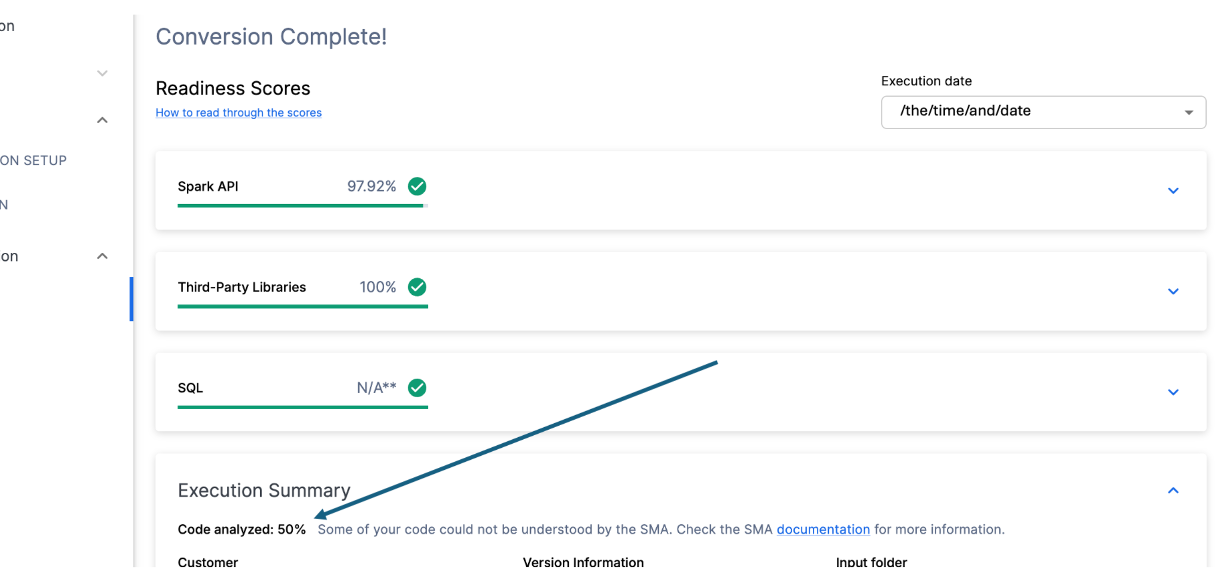 on
Conversion Complete!
Readiness Scores
How to read through the scores
Execution date
/the/time/and/date
ON SETUP
Spark API 97.92%
N
on
Third-Party Libraries 100%
SQL N/A**
Execution Summary
Code analyzed: 50% Some of your code could not be understood by the SMA. Check the SMA documentation for more information.
Customer Version Information Input folder